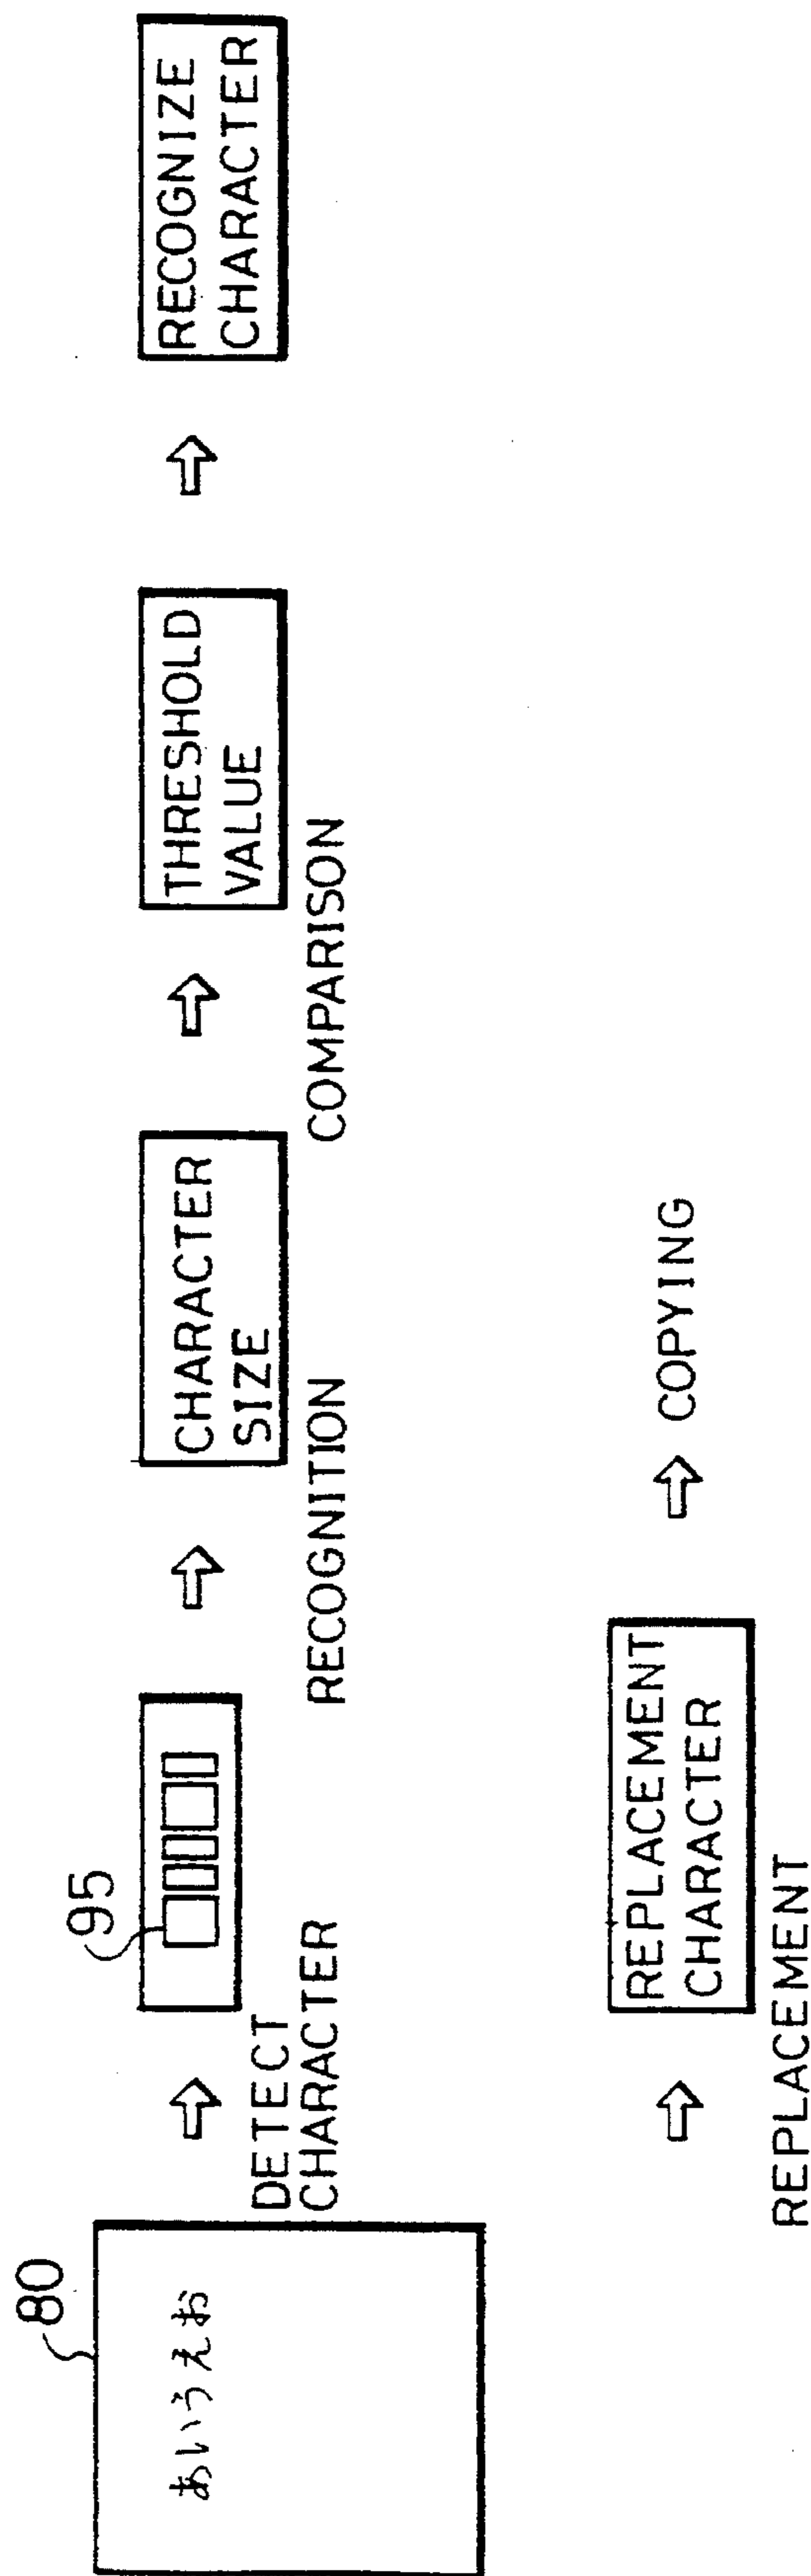 80
あいうえお
DETECT
CHARACTER
95
RECOGNITION
CHARACTER
SIZE
COMPARISON
THRESHOLD
VALUE
RECOGNIZE
CHARACTER
REPLACEMENT
REPLACEMENT
CHARACTER
COPYING